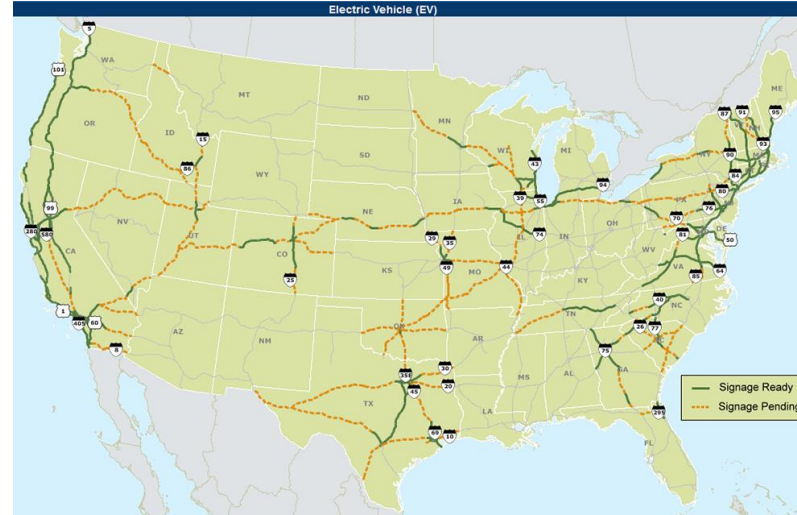 Electric Vehicle (EV)
5
101
WA
ME
MT
ND
87
91
95
MN
OR
15
ID
WI
MI
43
93
NY
90
86
SD
84
WY
94
80
39
55
PA
99
IA
76
NE
70
NV
OH
280
580
UT
IL
IN
81
DE
29
35
74
50
CA
CO
WV
49
44
VA
64
25
KS
MO
85
KY
1
40
405
60
TN
NC
26
77
OK
AZ
8
NM
AR
75
SC
35E
30
MS
AL
GA
20
45
Signage Ready
TX
LA
295
Signage Pending
69
10
FL